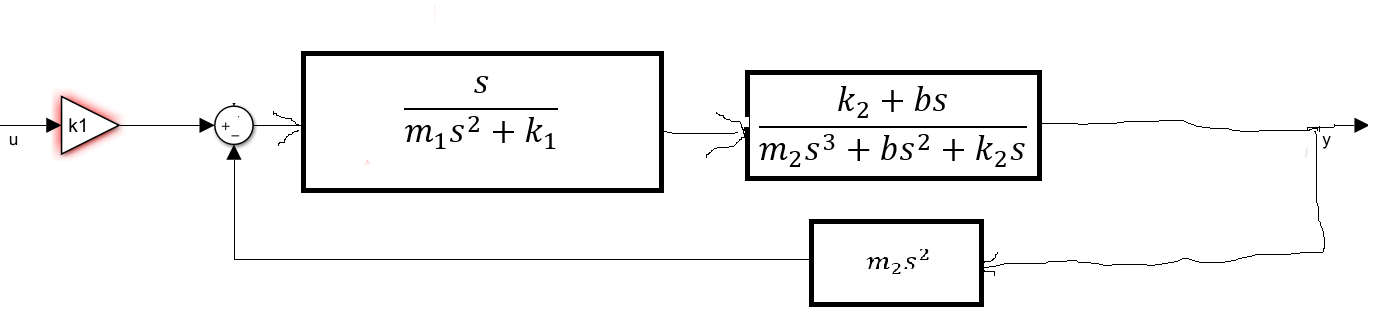 u
k1
+
−
s
m₁s² + k₁
k₂ + bs
m₂s³ + bs² + k₂s
y
m₂s²